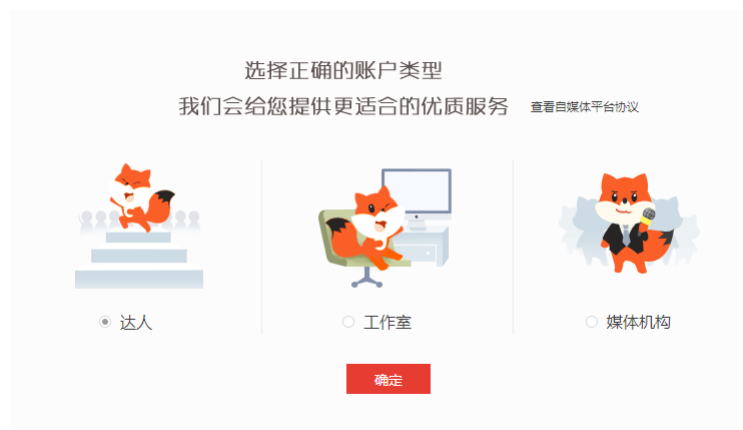 选择正确的账户类型
我们会给您提供更适合的优质服务 查看自媒体平台协议
达人 工作室 媒体机构
确定